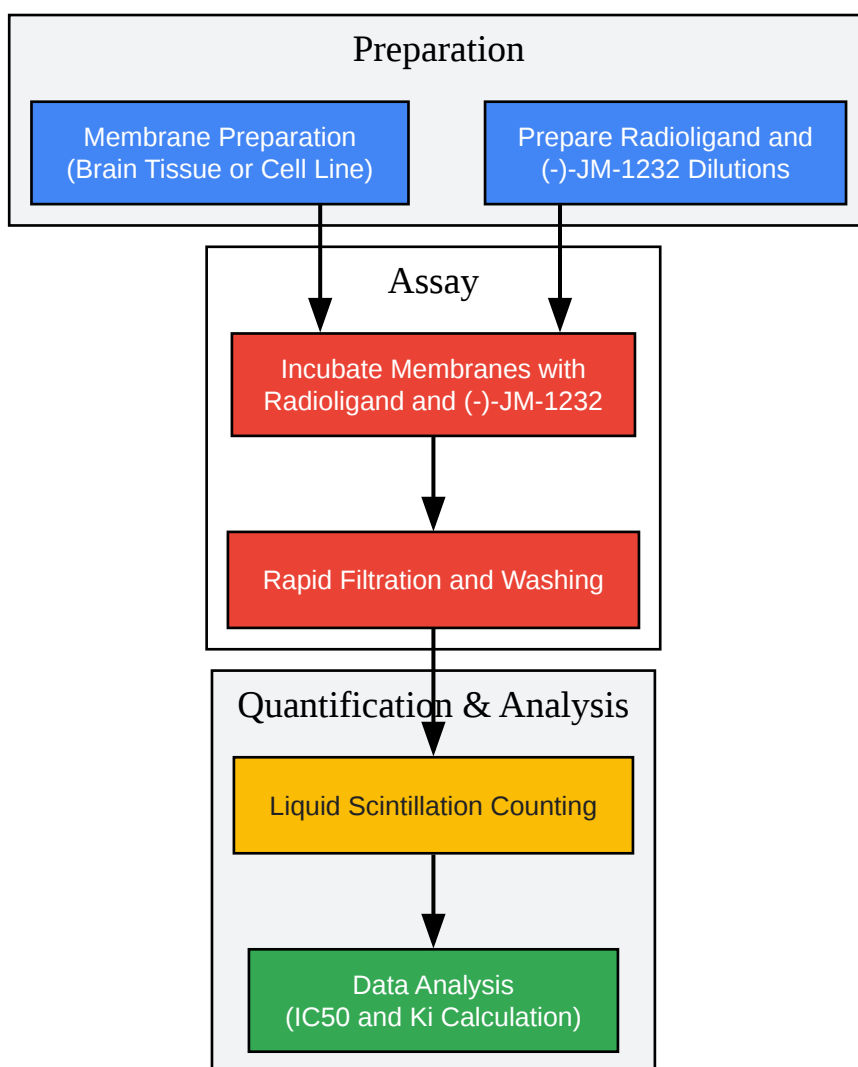 Preparation
Membrane Preparation
(Brain Tissue or Cell Line)
Prepare Radioligand and
(-)-JM-1232 Dilutions
Assay
Incubate Membranes with
Radioligand and (-)-JM-1232
Rapid Filtration and Washing
Quantification & Analysis
Liquid Scintillation Counting
Data Analysis
(IC50 and Ki Calculation)